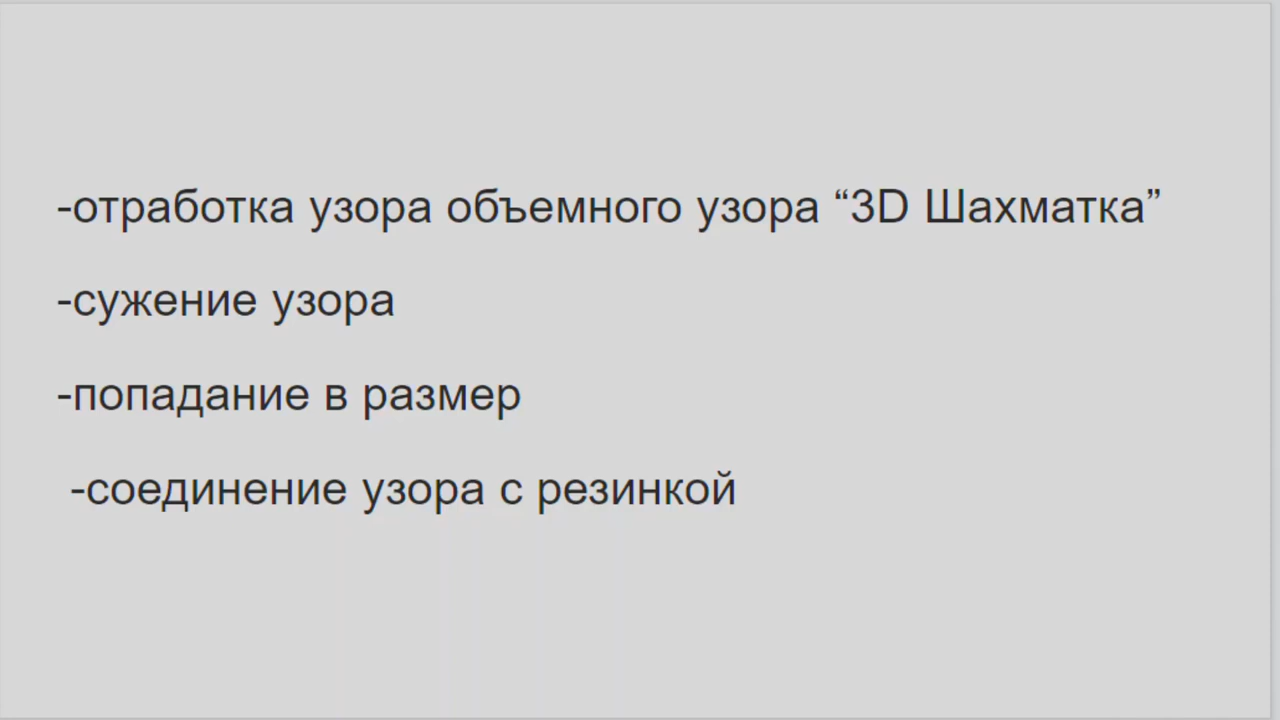 -отработка узора объемного узора “3D Шахматка”
-сужение узора
-попадание в размер
-соединение узора с резинкой